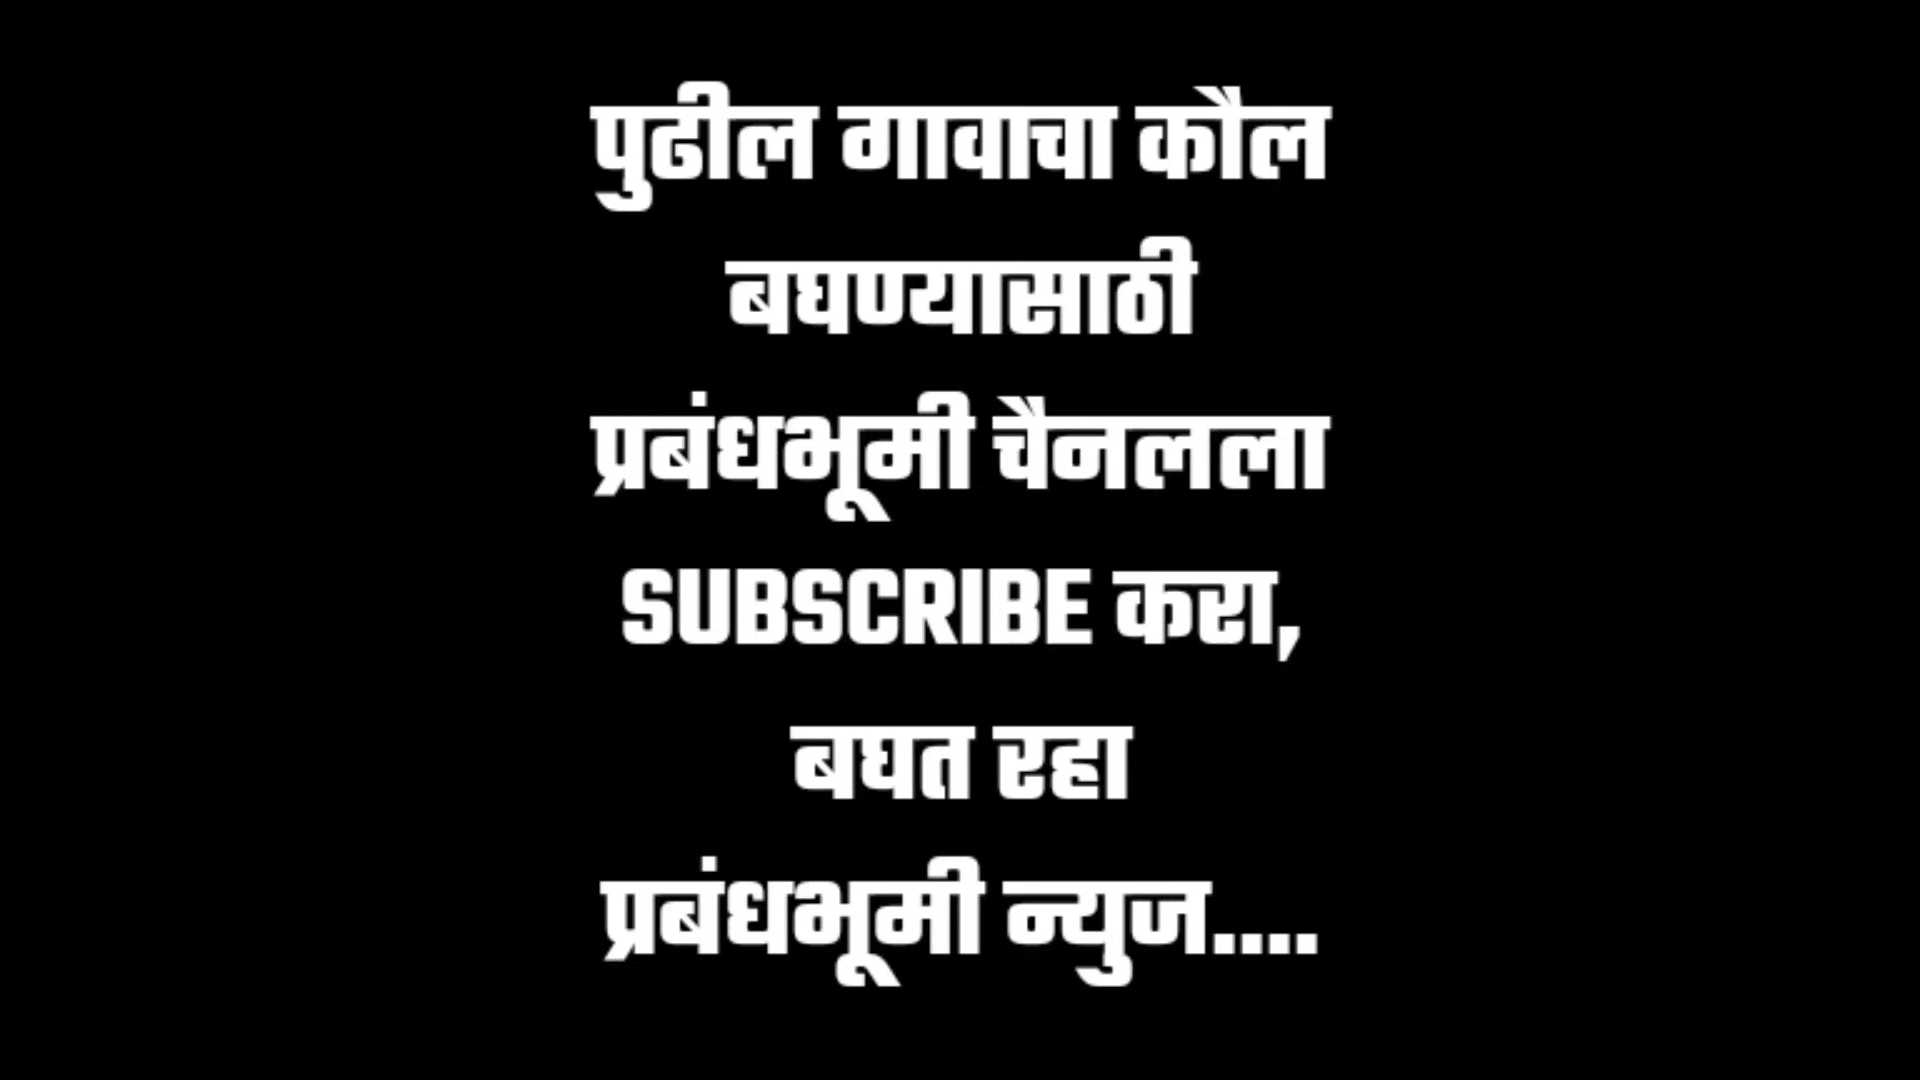 पुढील गावाचा कौल
बघण्यासाठी
प्रबंधभूमी चैनलला
SUBSCRIBE करा,
बघत रहा
प्रबंधभूमी न्युज....